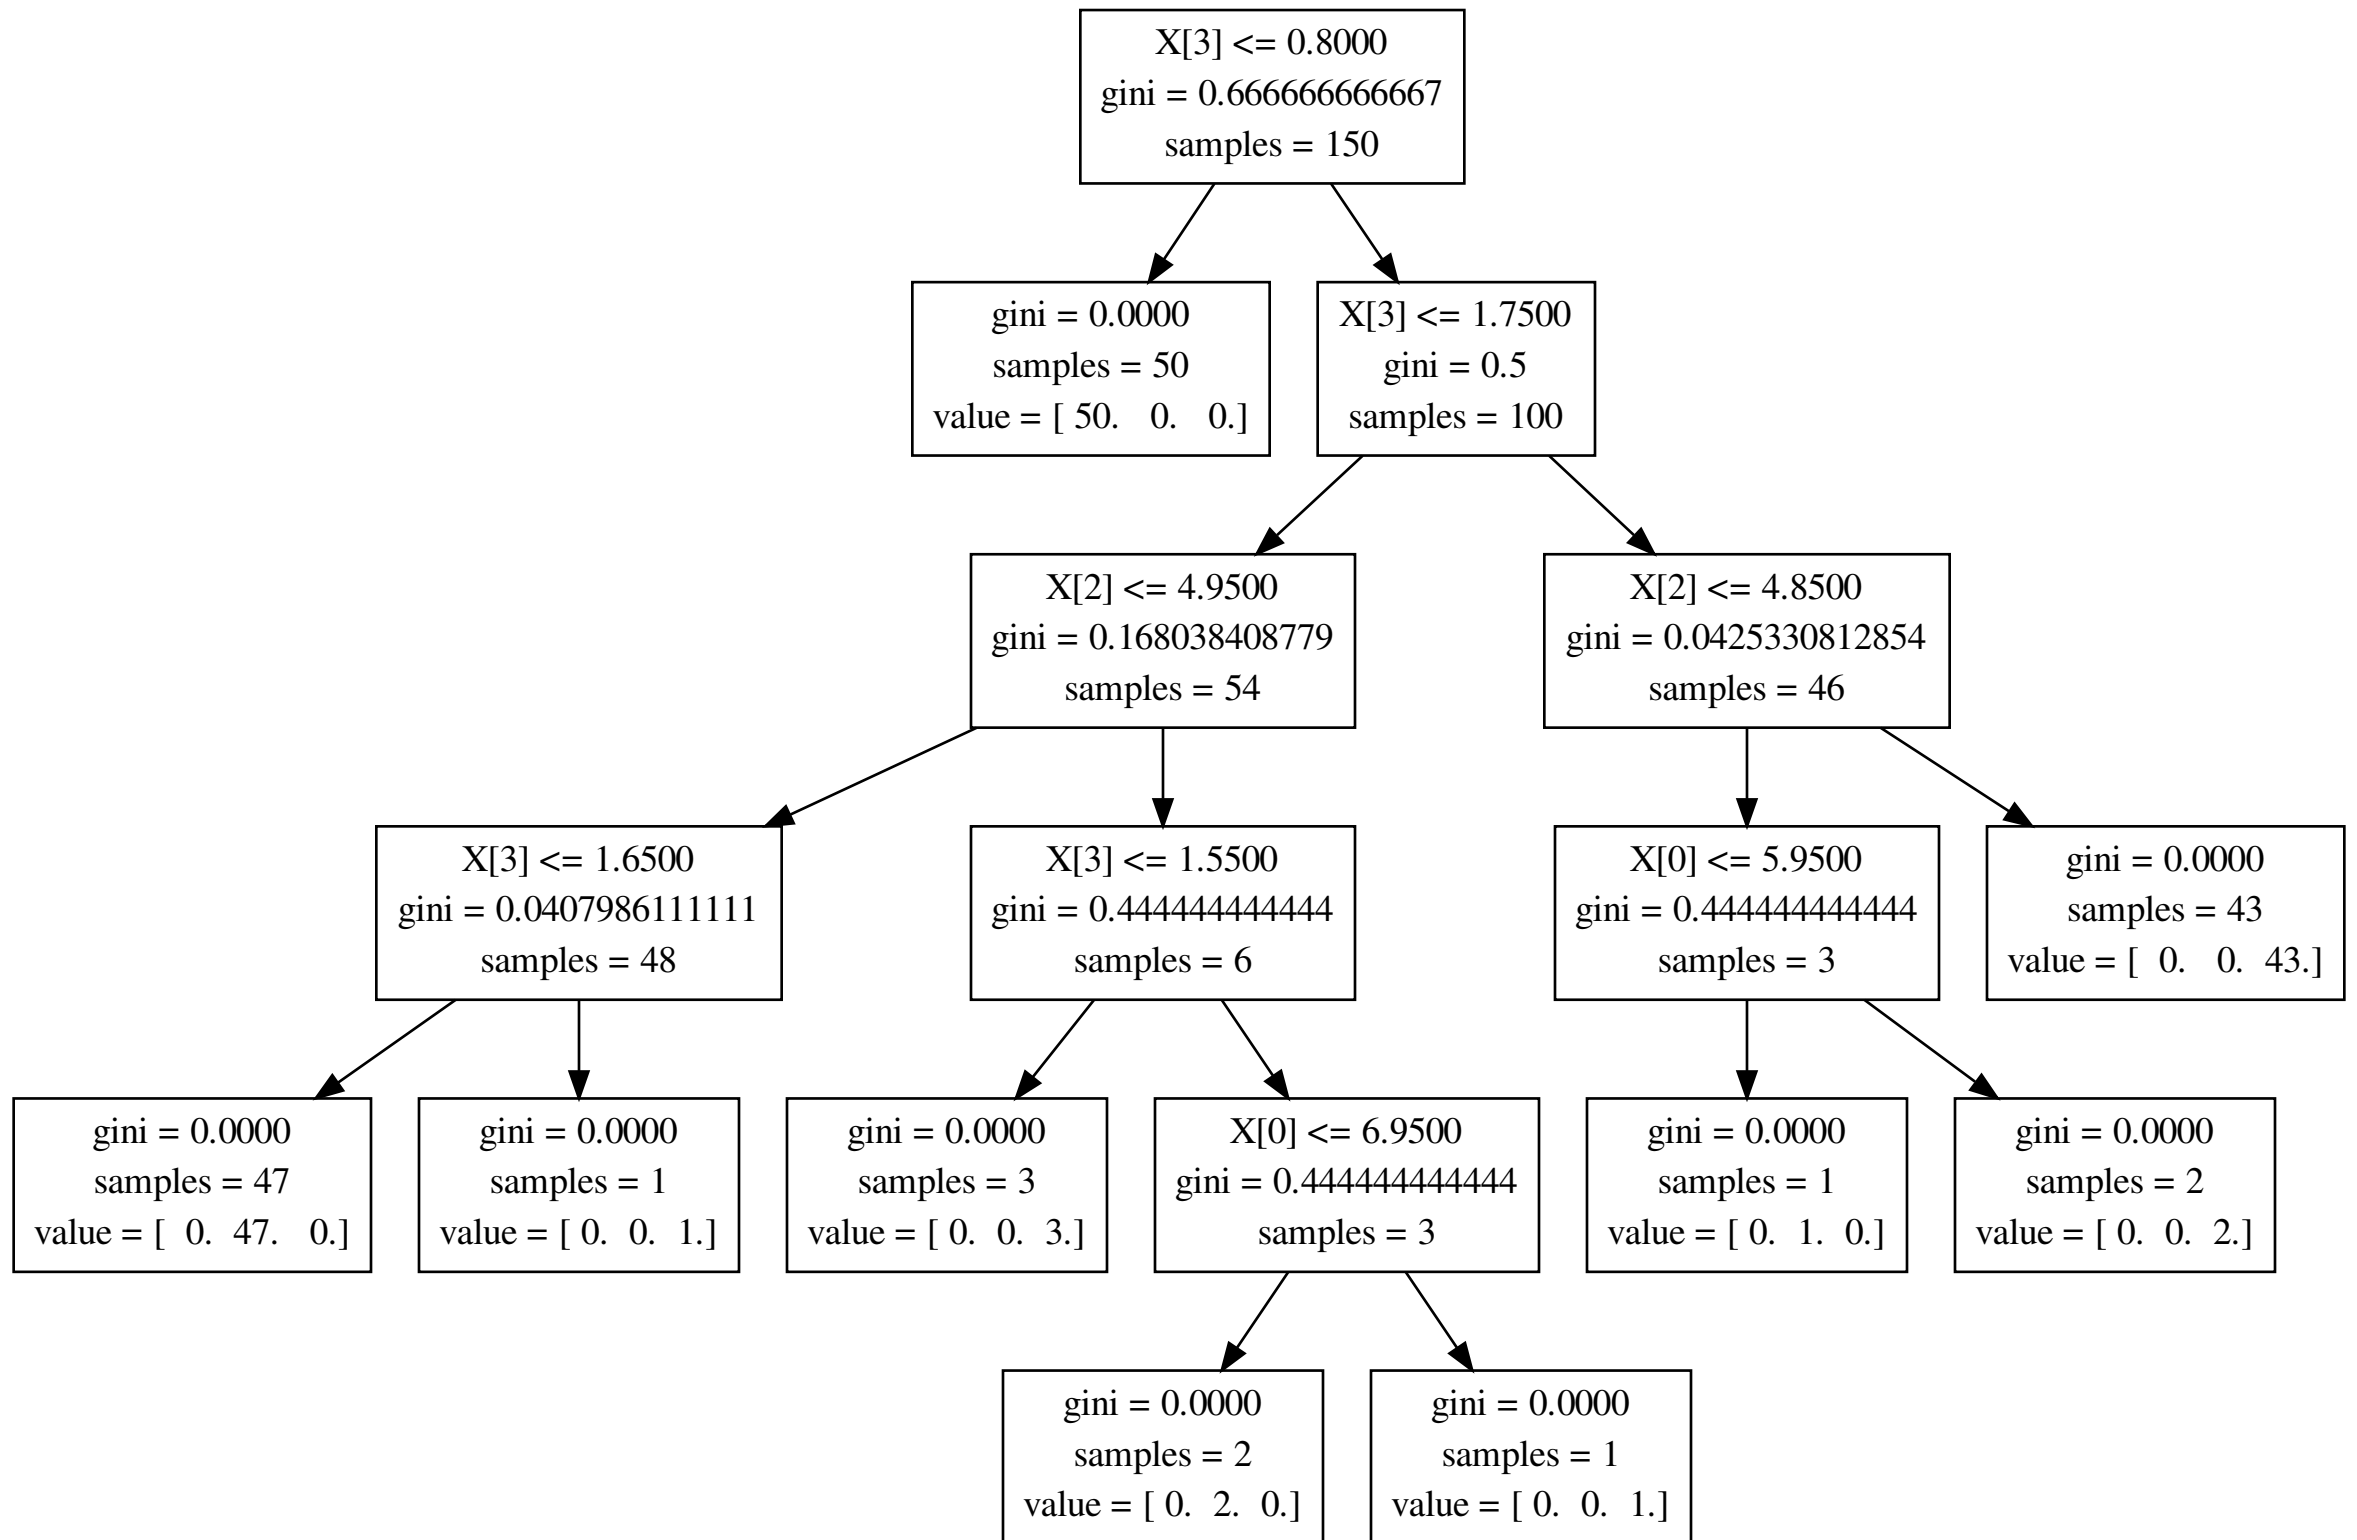 X[3] <= 0.8000
gini = 0.666666666667
samples = 150
gini = 0.0000
samples = 50
value = [ 50.   0.   0.]
X[3] <= 1.7500
gini = 0.5
samples = 100
X[2] <= 4.9500
gini = 0.168038408779
samples = 54
X[2] <= 4.8500
gini = 0.0425330812854
samples = 46
X[3] <= 1.6500
gini = 0.0407986111111
samples = 48
X[3] <= 1.5500
gini = 0.444444444444
samples = 6
X[0] <= 5.9500
gini = 0.444444444444
samples = 3
gini = 0.0000
samples = 43
value = [  0.   0.  43.]
gini = 0.0000
samples = 47
value = [  0.  47.   0.]
gini = 0.0000
samples = 1
value = [ 0.  0.  1.]
gini = 0.0000
samples = 3
value = [ 0.  0.  3.]
X[0] <= 6.9500
gini = 0.444444444444
samples = 3
gini = 0.0000
samples = 1
value = [ 0.  1.  0.]
gini = 0.0000
samples = 2
value = [ 0.  0.  2.]
gini = 0.0000
samples = 2
value = [ 0.  2.  0.]
gini = 0.0000
samples = 1
value = [ 0.  0.  1.]